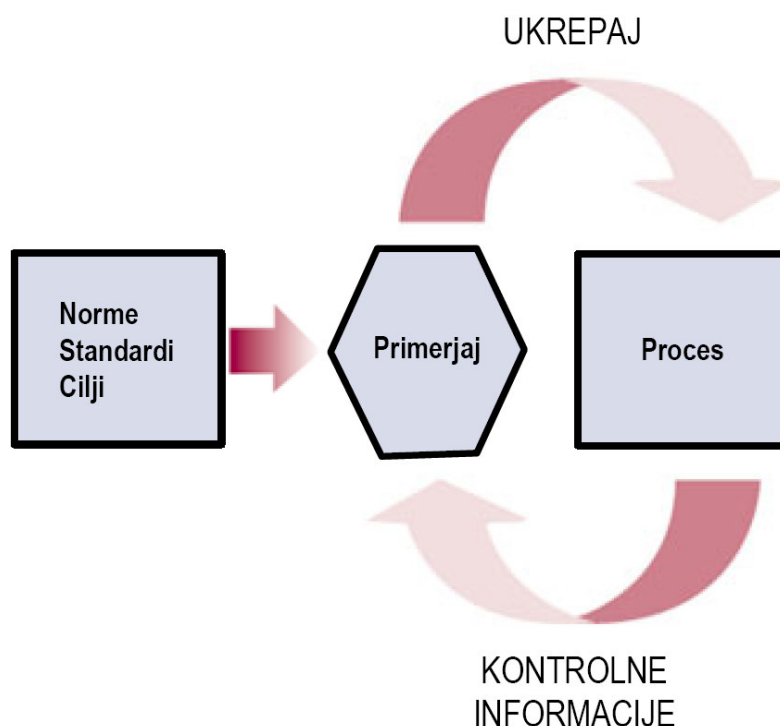 UKREPAJ
Norme
Standardi
Cilji
Primerjaj
Proces
KONTROLNE
INFORMACIJE